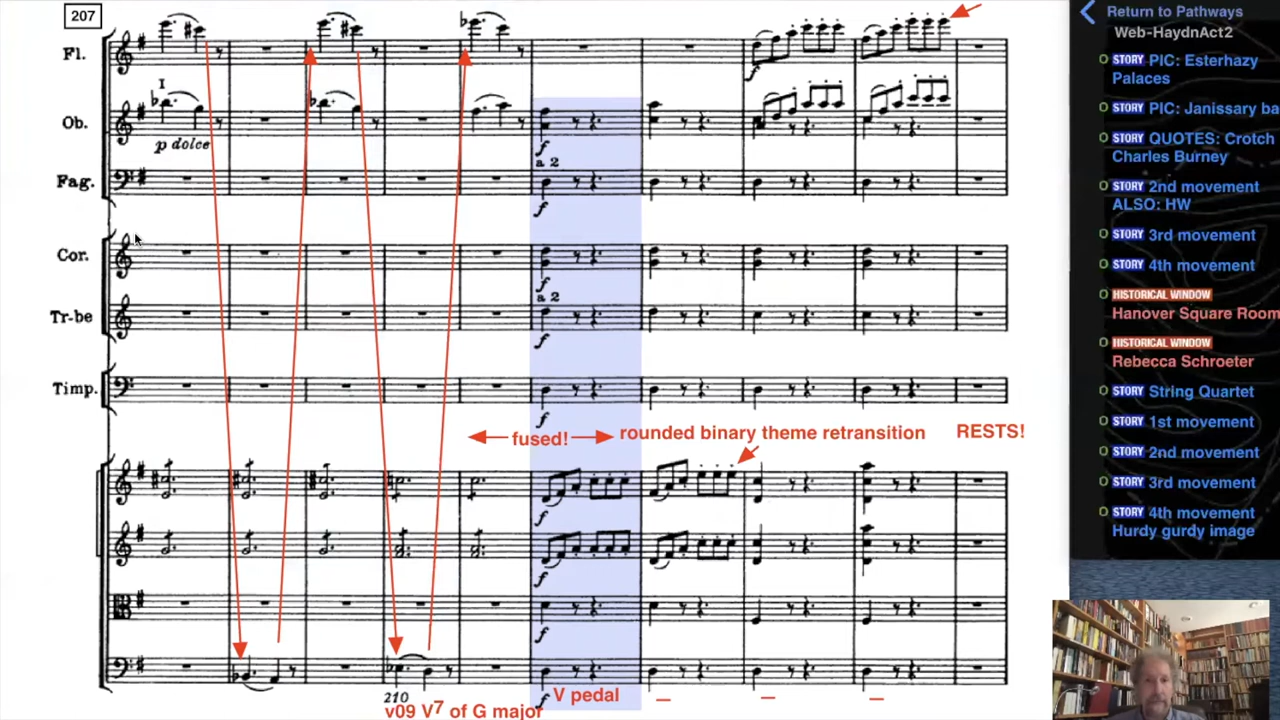 207
Fl.
I
Ob.
p dolce
f
f
a 2
Fag.
f
Cor.
f
a 2
Tr-be
f
Timp.
f
fused!
rounded binary theme retransition
RESTS!
f
f
f
210
f
V pedal
v09 V7 of G major
Return to Pathways
Web-HaydnAct2
STORY PIC: Esterhazy
Palaces
STORY PIC: Janissary ba
STORY QUOTES: Crotch
Charles Burney
STORY 2nd movement
ALSO: HW
STORY 3rd movement
STORY 4th movement
HISTORICAL WINDOW
Hanover Square Room
HISTORICAL WINDOW
Rebecca Schroeter
STORY String Quartet
STORY 1st movement
STORY 2nd movement
STORY 3rd movement
STORY 4th movement
Hurdy gurdy image